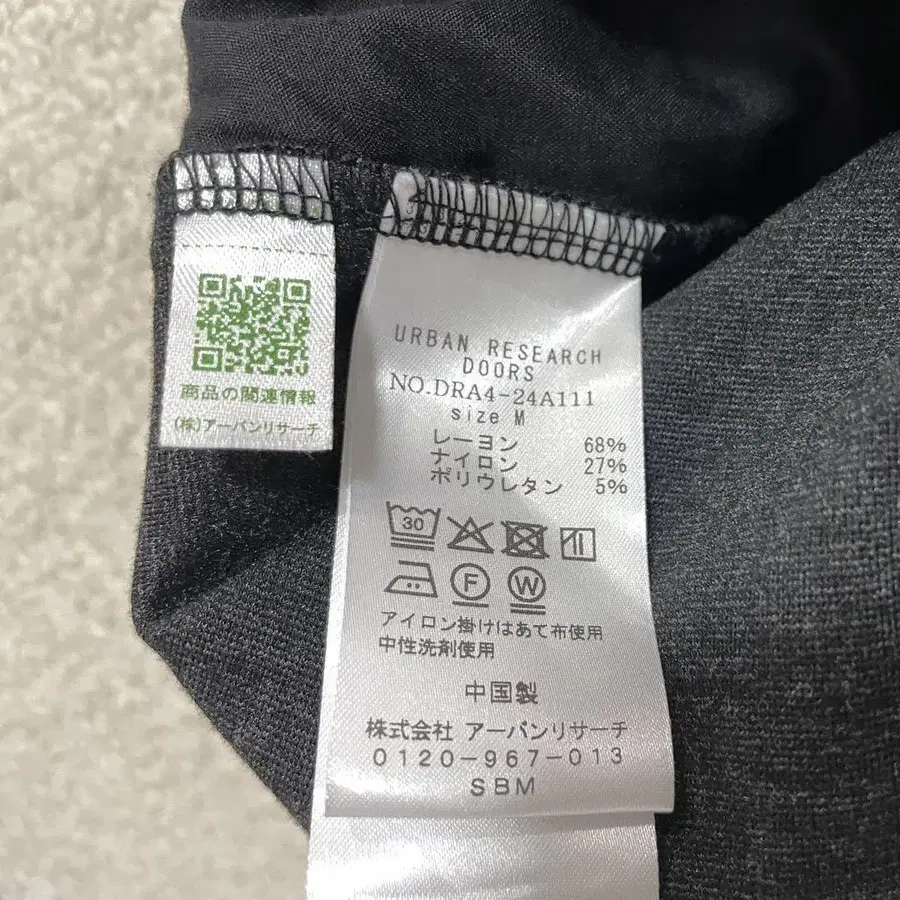 商品の関連情報
(株)アーバンリサーチ
URBAN RESEARCH
DOORS
NO.DRA4-24A111
size M
レーヨン 68%
ナイロン 27%
ポリウレタン 5%
30
F W
アイロン掛けはあて布使用
中性洗剤使用
中国製
株式会社 アーバンリサーチ
0120-967-013
SBM